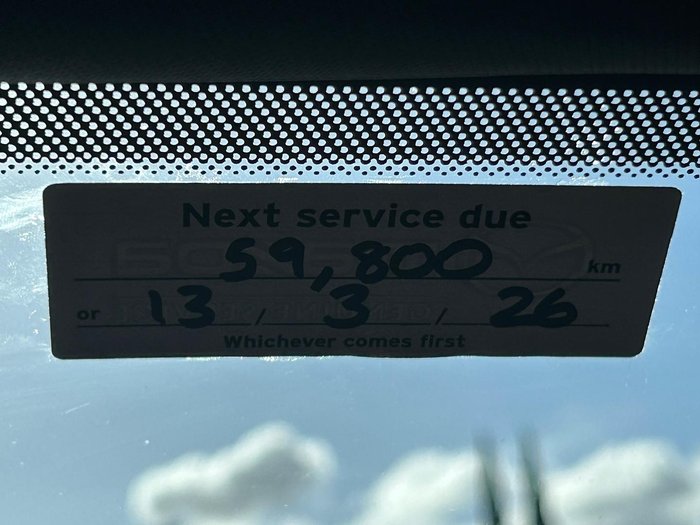 Next service due
59,800 km
or 13 / 3 / 26
Whichever comes first